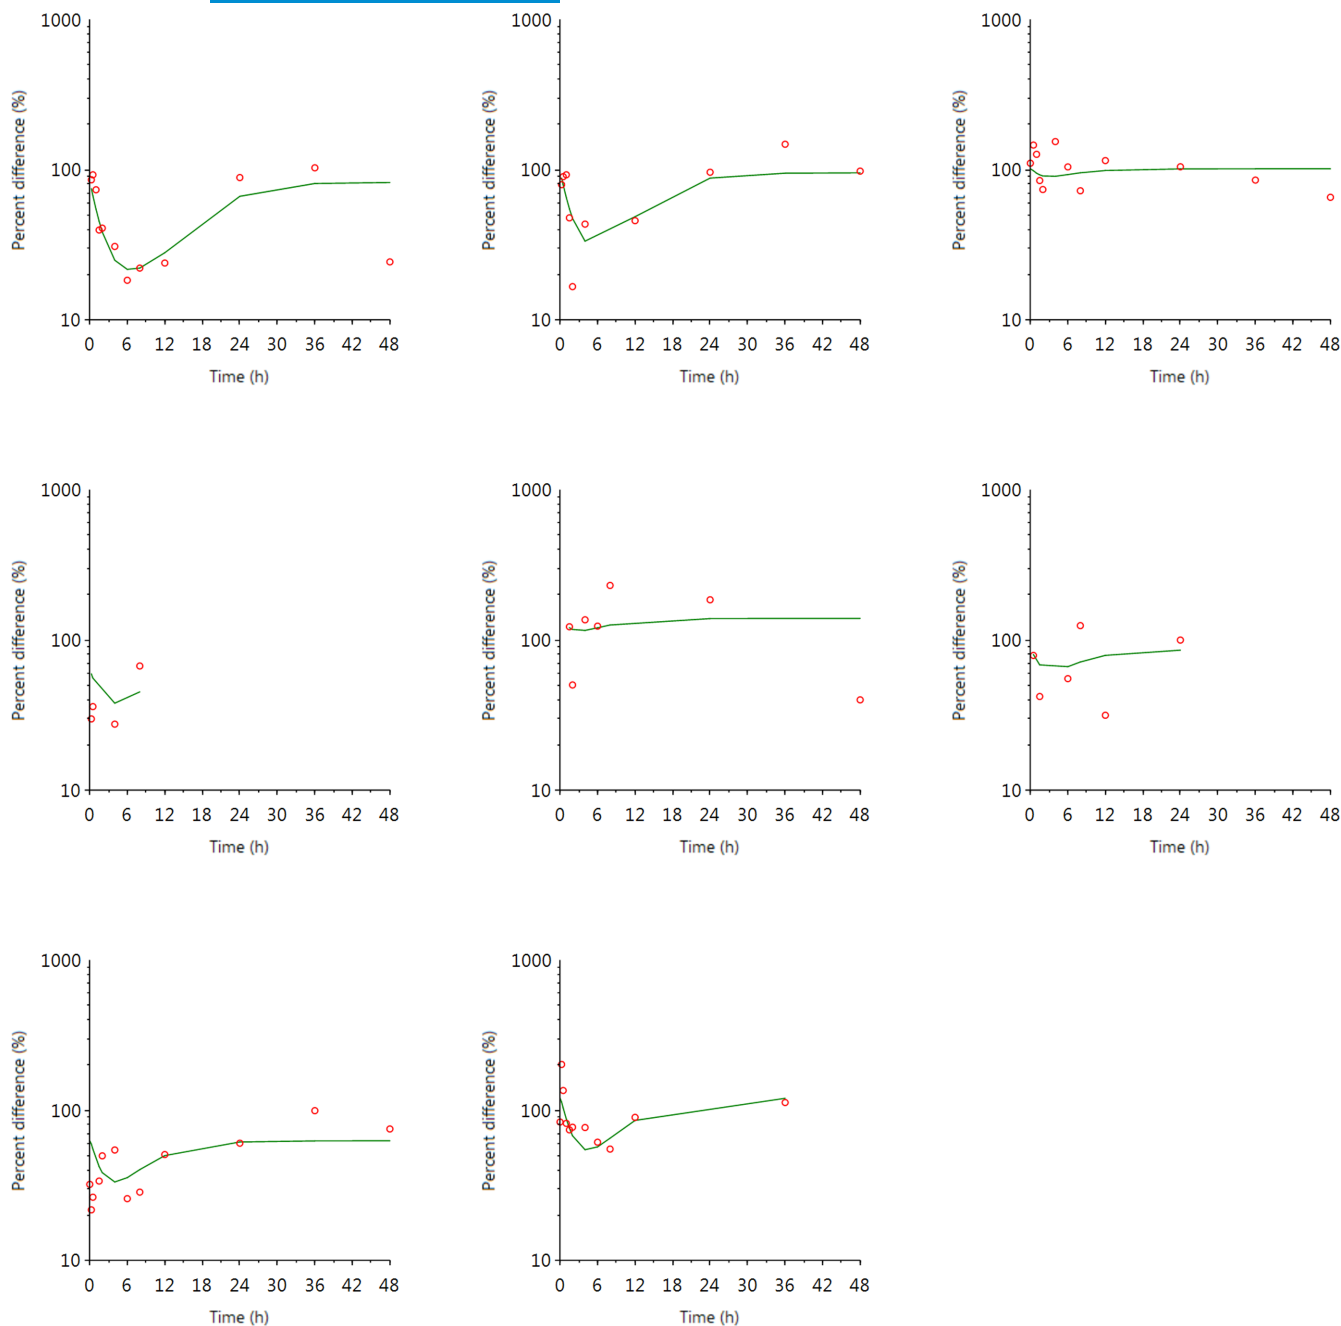 1000 1000 1000
Percent difference (%) Percent difference (%) Percent difference (%)
100 100 100
10 10 10
0 6 12 18 24 30 36 42 48 0 6 12 18 24 30 36 42 48 0 6 12 18 24 30 36 42 48
Time (h) Time (h) Time (h)
1000 1000 1000
Percent difference (%) Percent difference (%) Percent difference (%)
100 100 100
10 10 10
0 6 12 18 24 30 36 42 48 0 6 12 18 24 30 36 42 48 0 6 12 18 24 30 36 42 48
Time (h) Time (h) Time (h)
1000 1000
Percent difference (%) Percent difference (%)
100 100
10 10
0 6 12 18 24 30 36 42 48 0 6 12 18 24 30 36 42 48
Time (h) Time (h)